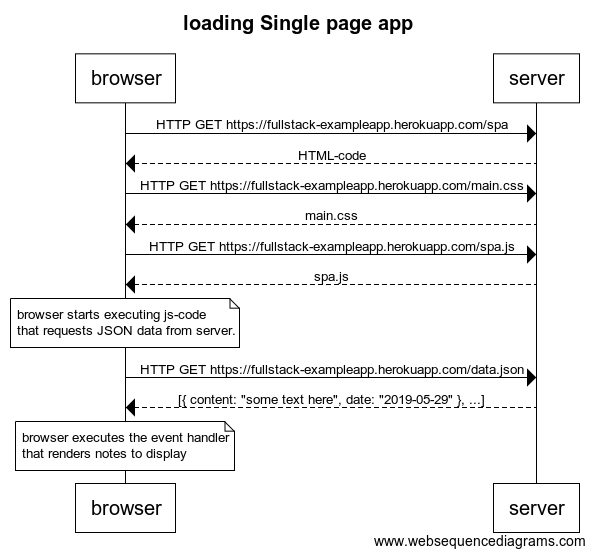 loading Single page app
browser
server
HTTP GET https://fullstack-exampleapp.herokuapp.com/spa
HTML-code
HTTP GET https://fullstack-exampleapp.herokuapp.com/main.css
main.css
HTTP GET https://fullstack-exampleapp.herokuapp.com/spa.js
spa.js
browser starts executing js-code
that requests JSON data from server.
HTTP GET https://fullstack-exampleapp.herokuapp.com/data.json
[{ content: "some text here", date: "2019-05-29" }, ...]
browser executes the event handler
that renders notes to display
browser
server
www.websequencediagrams.com